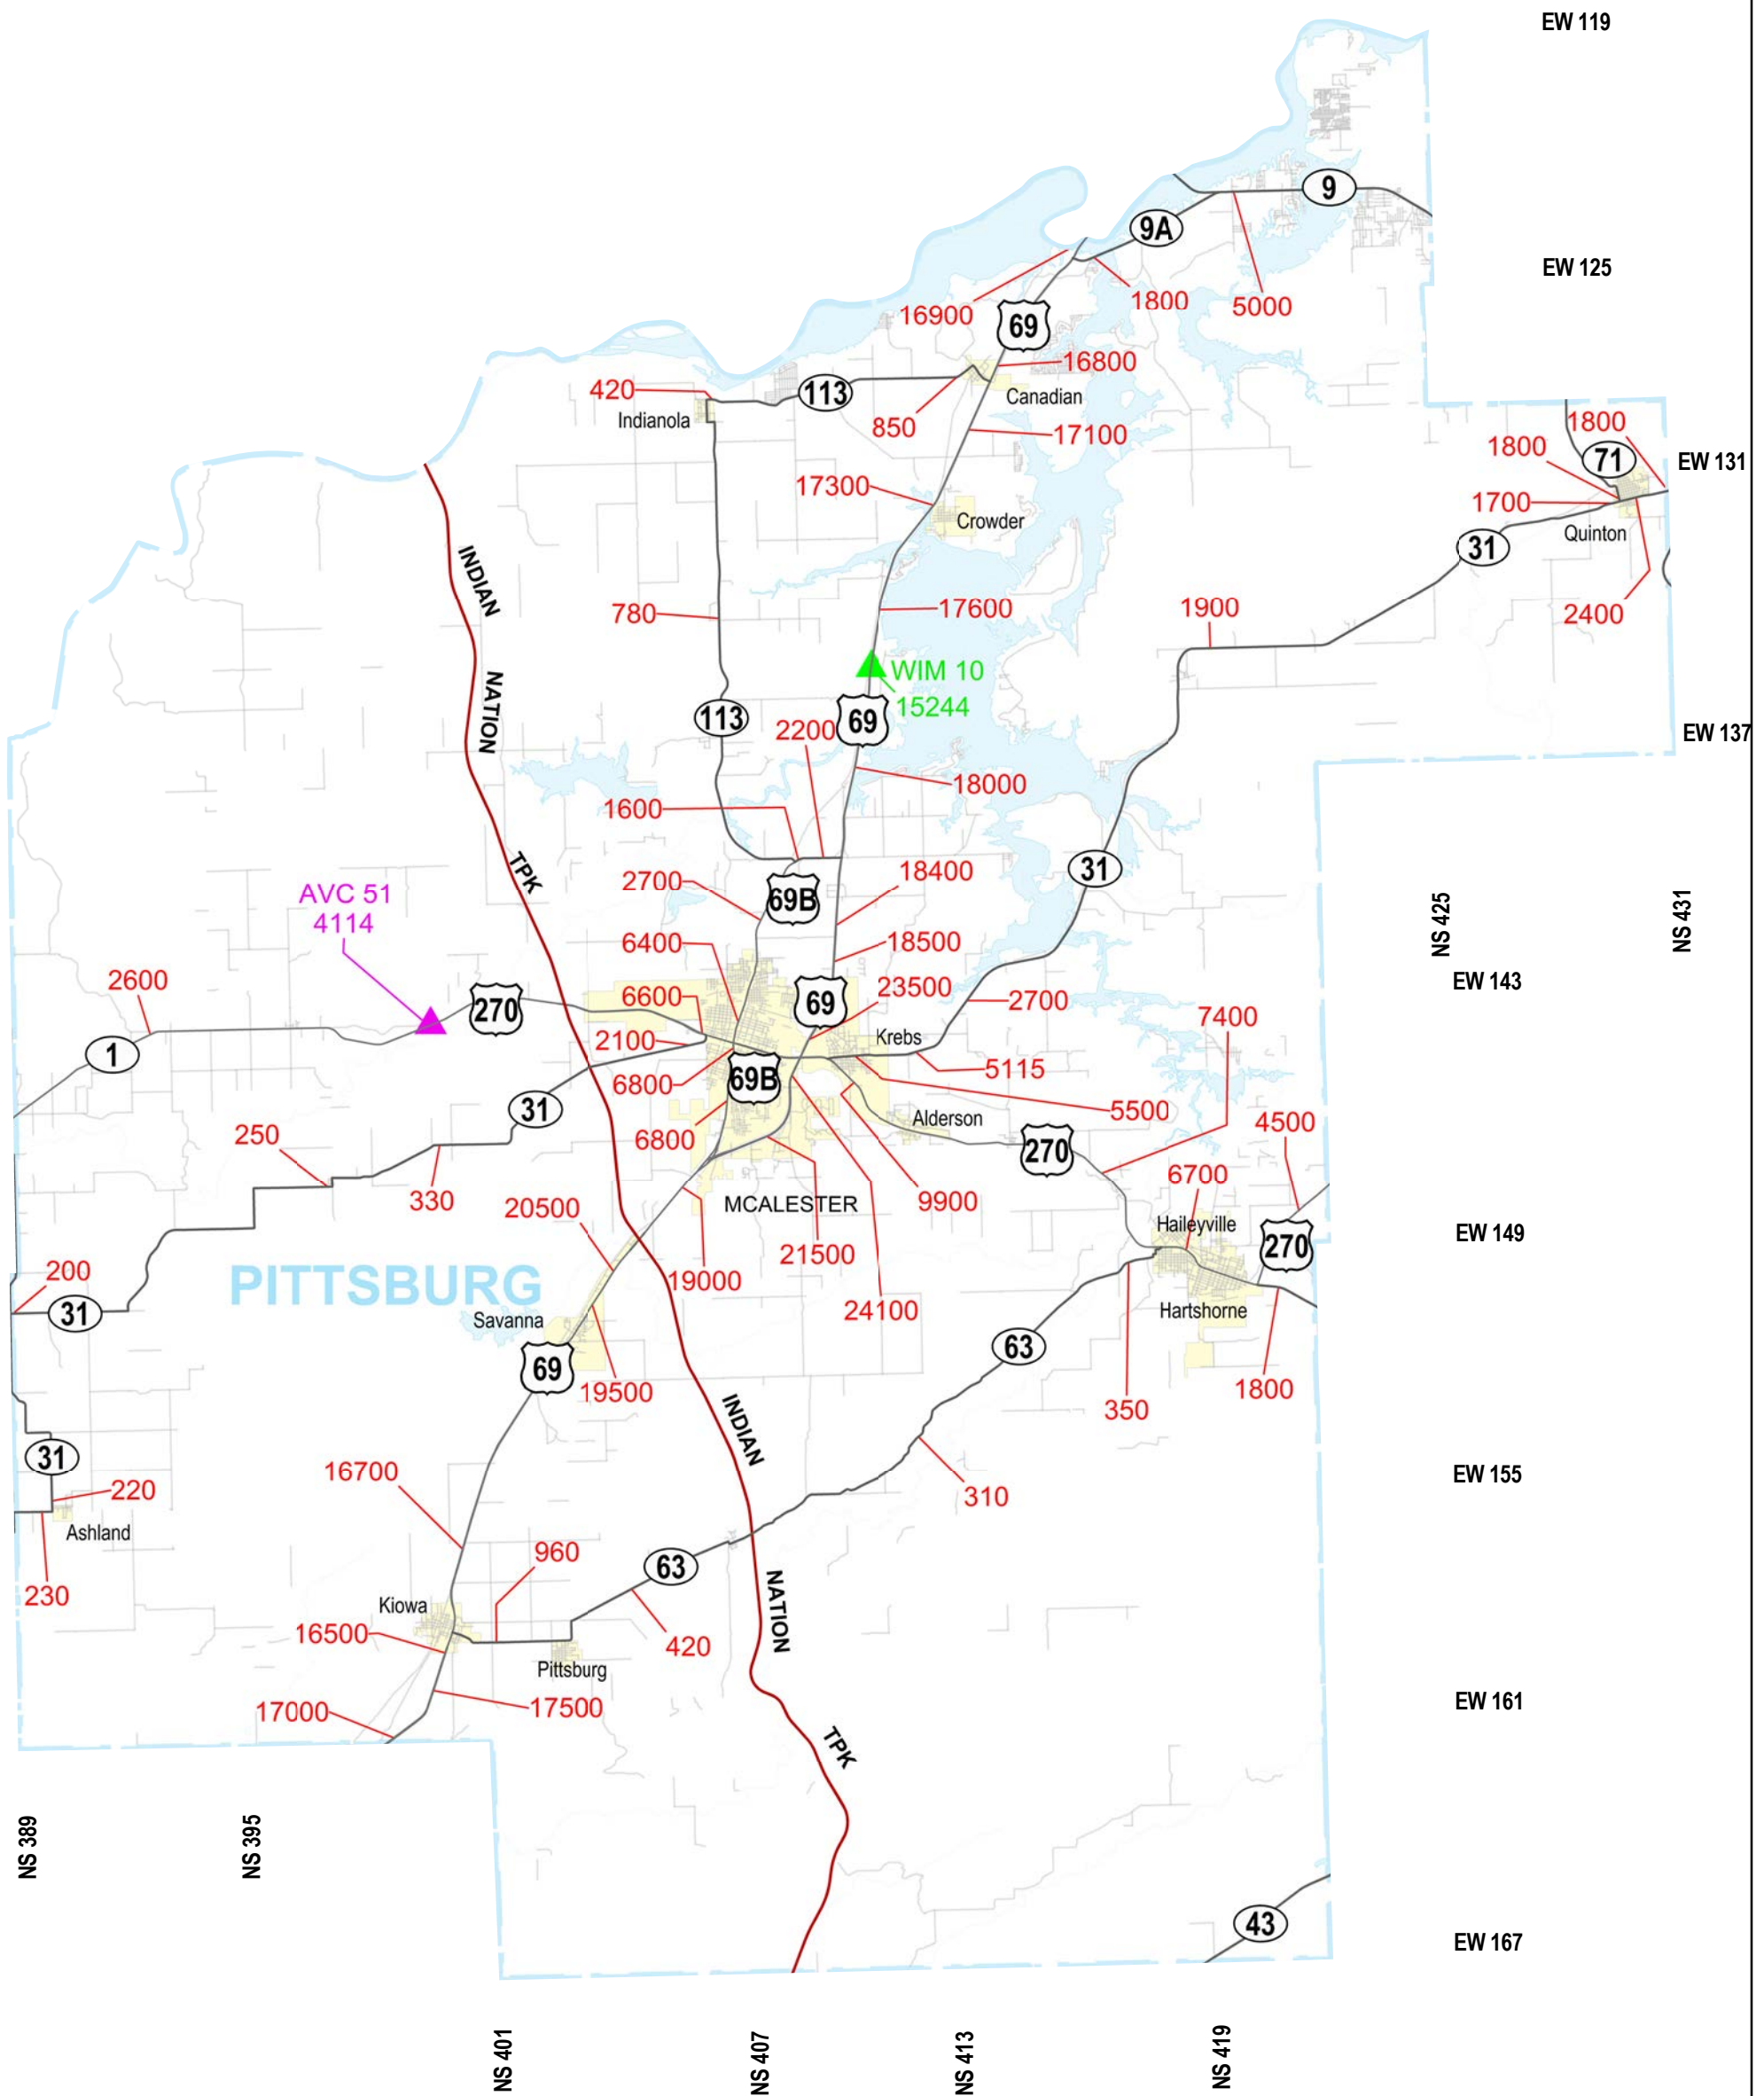 EW 119
9
9A
EW 125
1800
5000
16900
69
16800
420
113
Canadian
Indianola
850
1800
17100
1800
71
EW 131
17300
1700
Crowder
Quinton
31
INDIAN
17600
780
1900
2400
WIM 10
NATION
15244
113
69
2200
EW 137
18000
1600
TPK
18400
31
2700
69B
AVC 51
4114
NS 425
NS 431
6400
18500
2600
EW 143
23500
6600
270
69
2700
7400
1
2100
Krebs
5115
6800
69B
31
5500
Alderson
4500
250
6800
270
6700
330
20500
MCALESTER
9900
Haileyville
EW 149
270
21500
200
PITTSBURG
19000
31
24100
Hartshorne
Savanna
63
69
19500
1800
350
INDIAN
31
16700
EW 155
220
310
Ashland
960
63
230
Kiowa
NATION
16500
420
Pittsburg
EW 161
17000
17500
TPK
NS 389
NS 395
43
EW 167
NS 401
NS 407
NS 413
NS 419